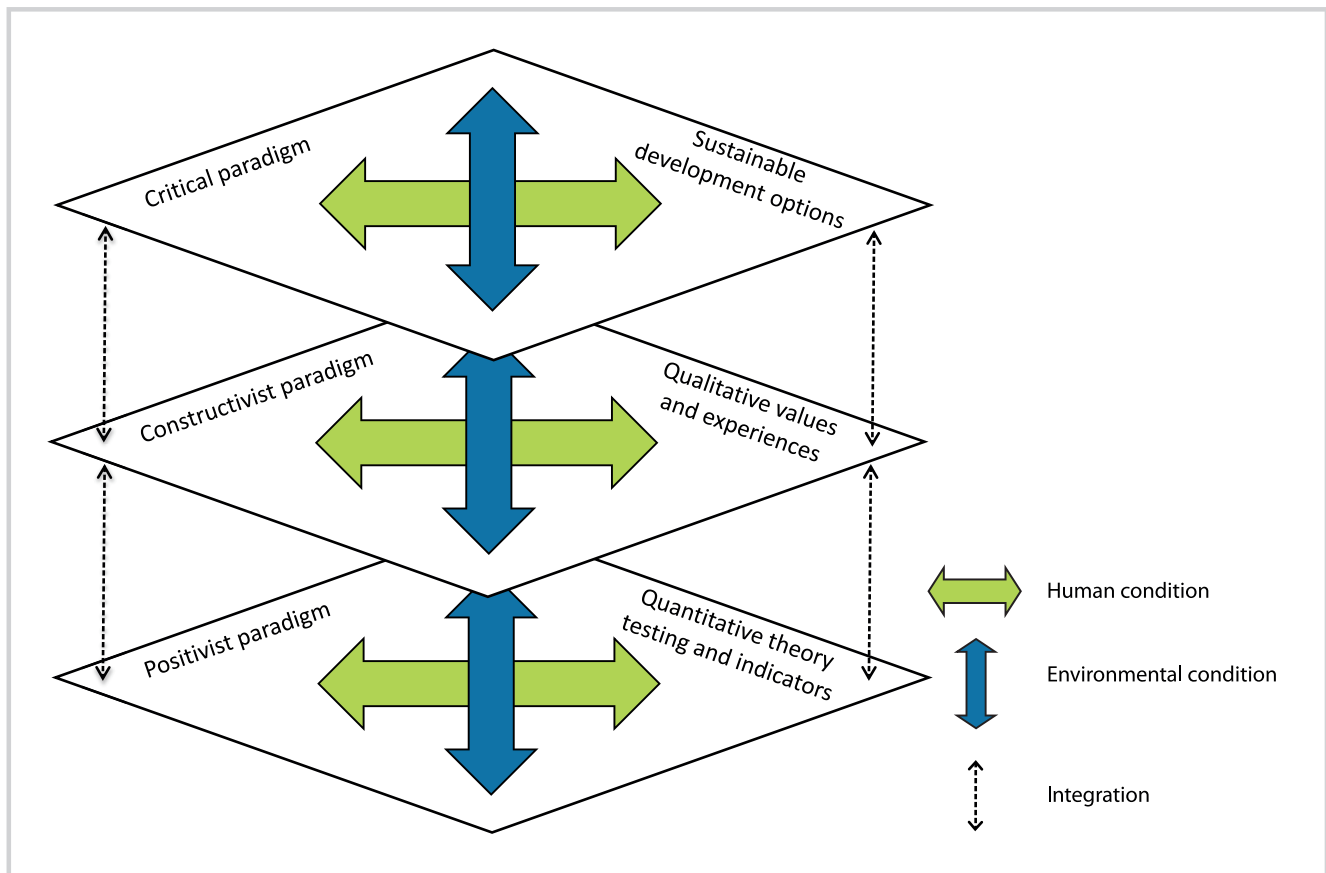 Critical paradigm
Sustainable
development options
Constructivist paradigm
Qualitative values
and experiences
Positivist paradigm
Quantitative theory
testing and indicators
Human condition
Environmental condition
Integration